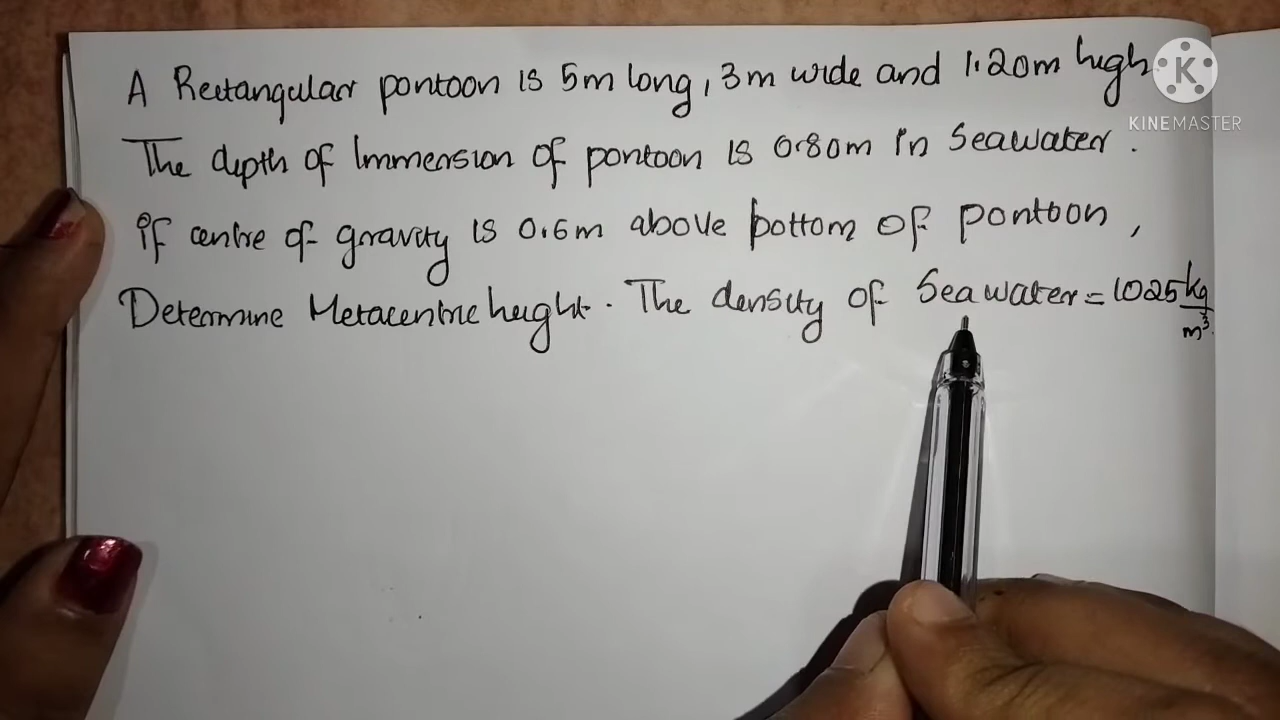 A Rectangular pontoon is 5m long, 3m wide and 1.20m high
The depth of Immersion of pontoon is 0.80m in Seawater.
if centre of gravity is 0.6m above bottom of pontoon,
Determine Metacentric height. The density of Seawater = 1025 kg/m³.
K
KINEMASTER